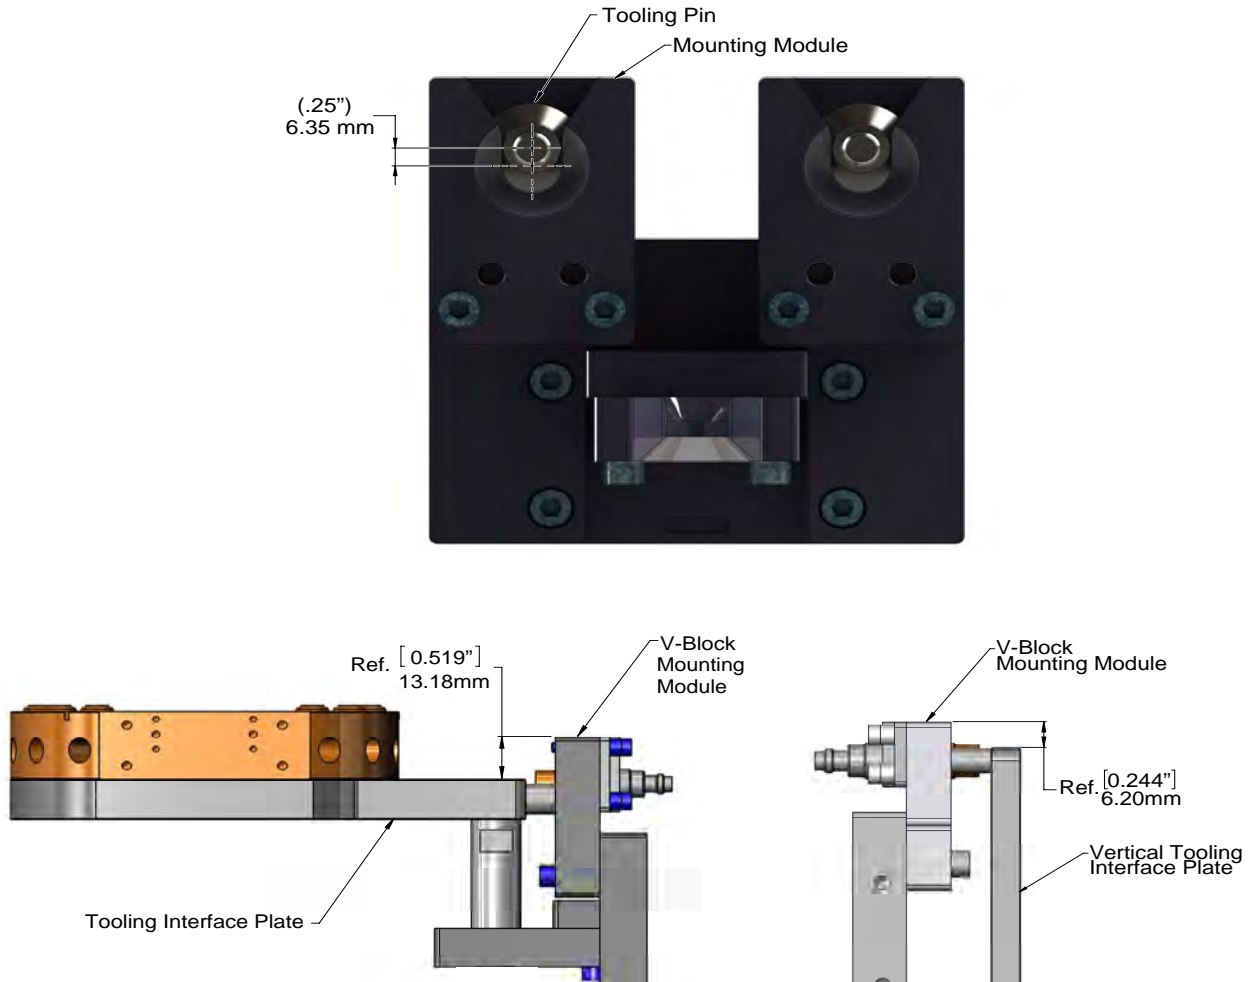 Tooling Pin
Mounting Module
(.25”)
6.35 mm
V-Block
Mounting
Module
Ref. [0.519”]
13.18mm
V-Block
Mounting Module
Ref. [0.244”]
6.20mm
Vertical Tooling
Interface Plate
Tooling Interface Plate